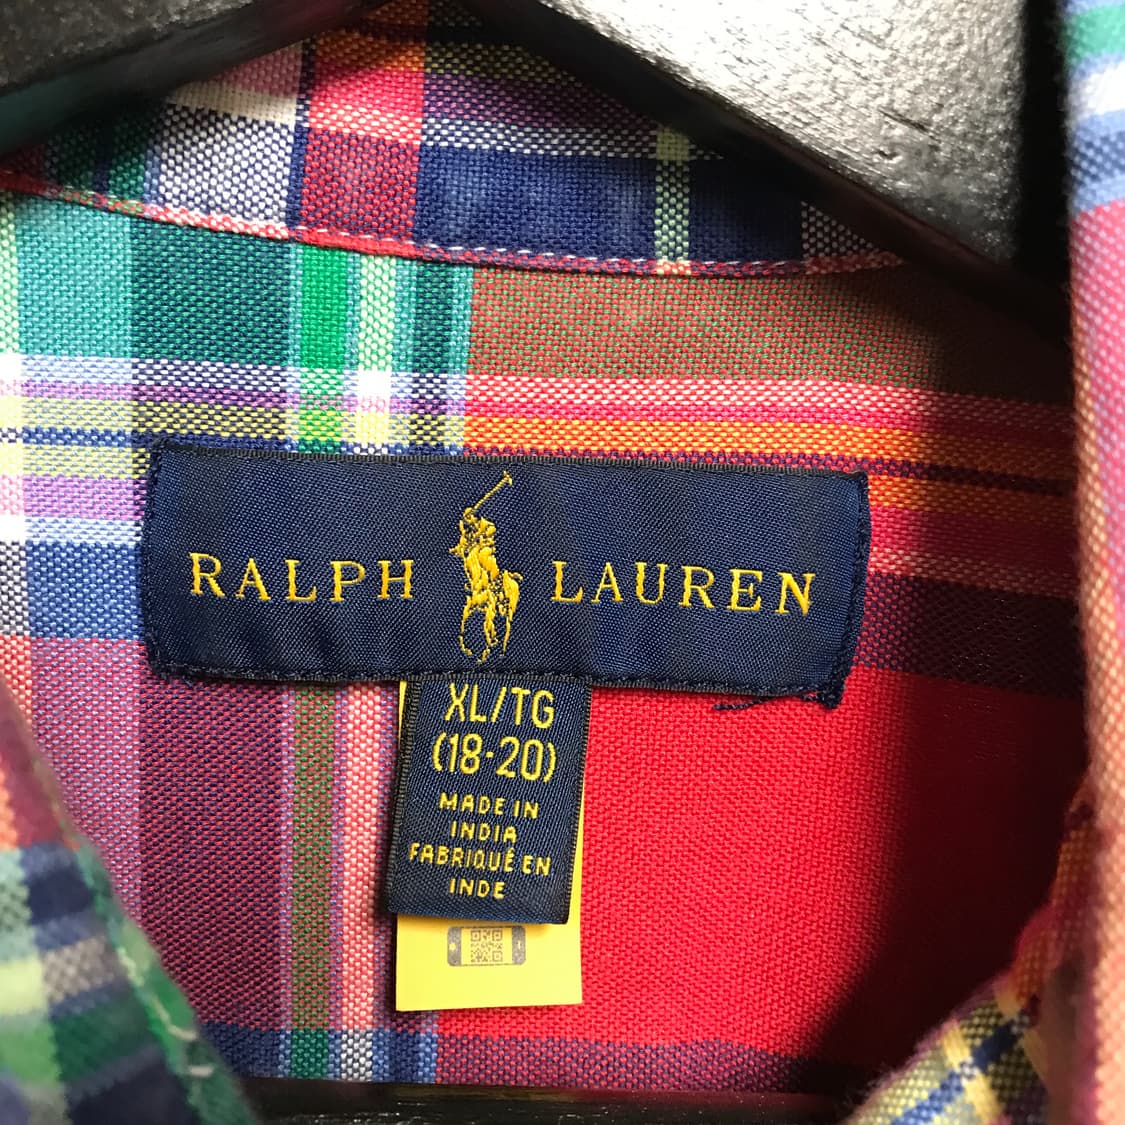 RALPH LAUREN
XL/TG
(18-20)
MADE IN
INDIA
FABRIQUÉ EN
INDE